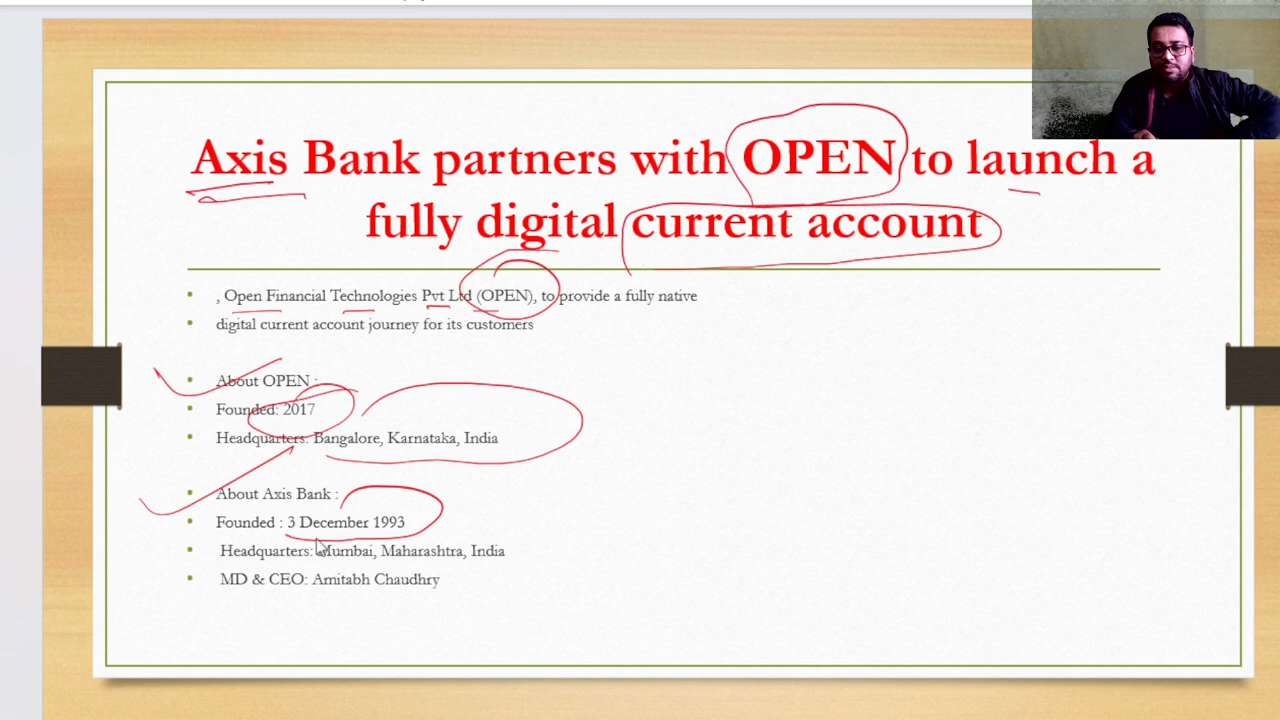 Axis Bank partners with OPEN to launch a
fully digital current account
, Open Financial Technologies Pvt Ltd (OPEN), to provide a fully native
digital current account journey for its customers
About OPEN :
Founded: 2017
Headquarters: Bangalore, Karnataka, India
About Axis Bank :
Founded : 3 December 1993
Headquarters: Mumbai, Maharashtra, India
MD & CEO: Amitabh Chaudhry